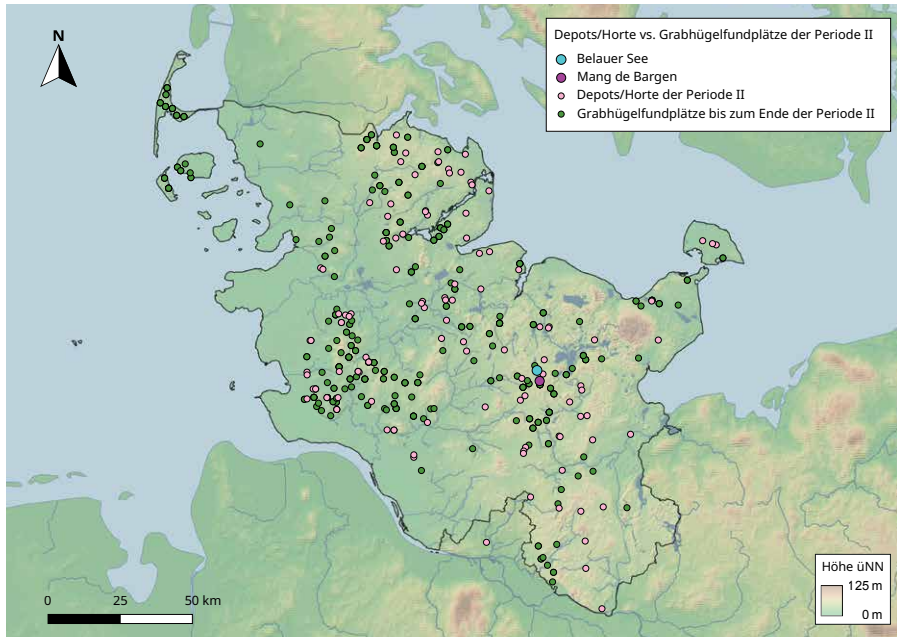 N
Depots/Horte vs. Grabhügelfundplätze der Periode II
Belauer See
Mang de Bargen
Depots/Horte der Periode II
Grabhügelfundplätze bis zum Ende der Periode II
Höhe üNN
125 m
0 m
0 25 50 km